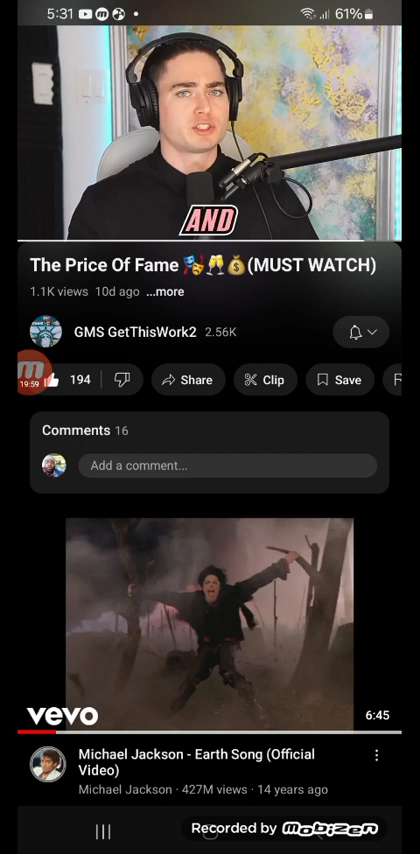 5:31 61%
AND
The Price Of Fame 🎭🥂💰(MUST WATCH)
1.1K views 10d ago ...more
GMS GetThisWork2 2.56K
19:59 194 Share Clip Save
Comments 16
Add a comment...
vevo 6:45
Michael Jackson - Earth Song (Official
Video)
Michael Jackson · 427M views · 14 years ago
Recorded by mobizen